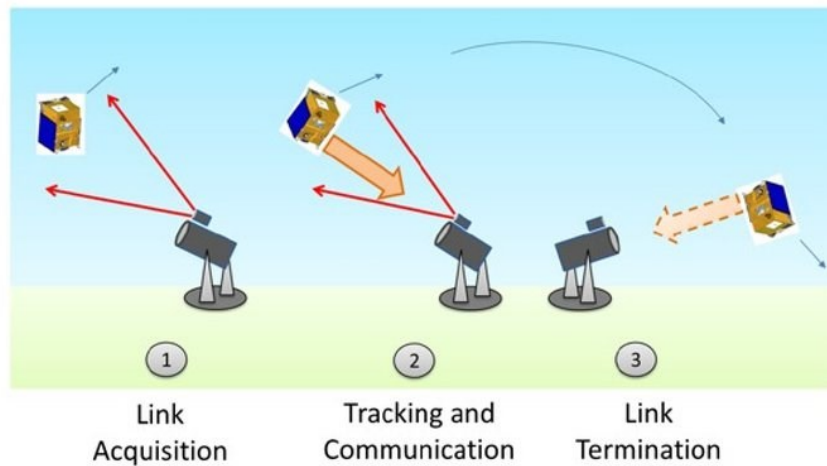 1
2
3
Link
Acquisition
Tracking and
Communication
Link
Termination